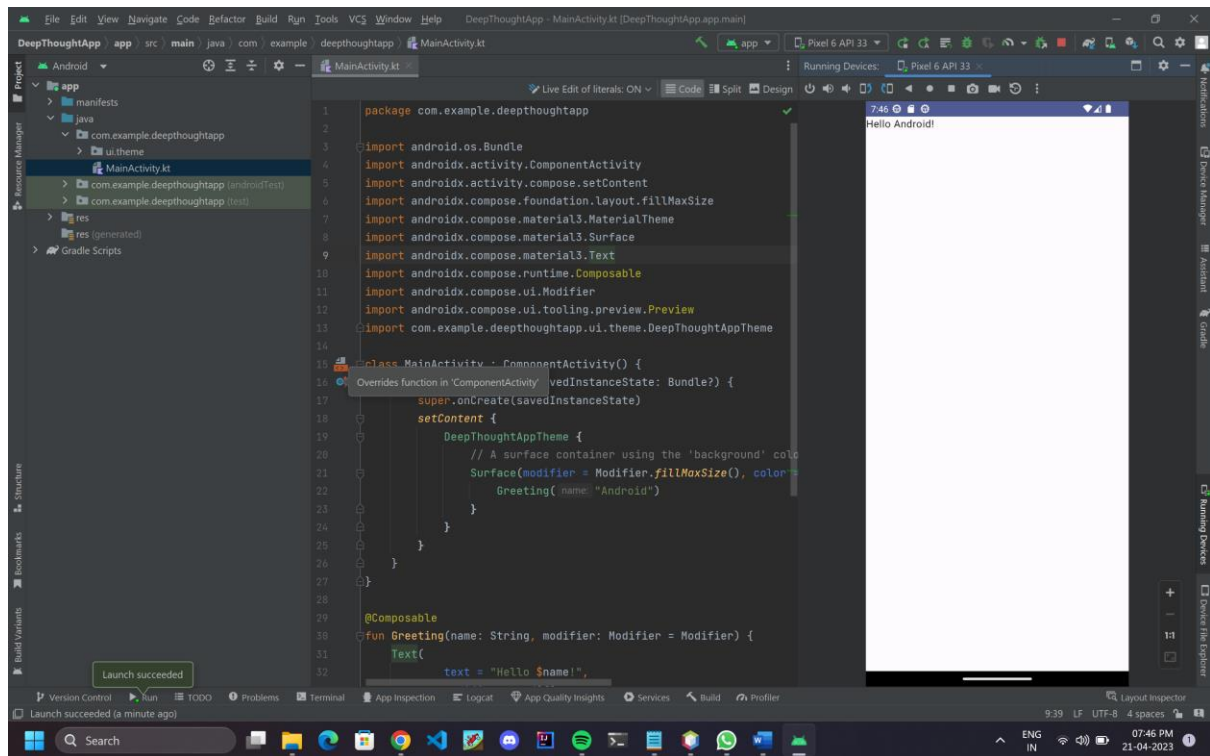 File Edit View Navigate Code Refactor Build Run Tools VCS Window Help DeepThoughtApp - MainActivity.kt [DeepThoughtApp.app.main]
DeepThoughtApp app src main java com example deepthoughtapp MainActivity.kt app Pixel 6 API 33
Android
MainActivity.kt
Running Devices: Pixel 6 API 33
Live Edit of literals: ON Code Split Design
Project
Resource Manager
Structure
Bookmarks
Build Variants
app
manifests
java
com.example.deepthoughtapp
ui.theme
MainActivity.kt
com.example.deepthoughtapp (androidTest)
com.example.deepthoughtapp (test)
res
res (generated)
Gradle Scripts
1 package com.example.deepthoughtapp
2
3 import android.os.Bundle
4 import androidx.activity.ComponentActivity
5 import androidx.activity.compose.setContent
6 import androidx.compose.foundation.layout.fillMaxSize
7 import androidx.compose.material3.MaterialTheme
8 import androidx.compose.material3.Surface
9 import androidx.compose.material3.Text
10 import androidx.compose.runtime.Composable
11 import androidx.compose.ui.Modifier
12 import androidx.compose.ui.tooling.preview.Preview
13 import com.example.deepthoughtapp.ui.theme.DeepThoughtAppTheme
14
15 class MainActivity : ComponentActivity() {
Overrides function in 'ComponentActivity'
16 vedInstanceState: Bundle?) {
17 super.onCreate(savedInstanceState)
18 setContent {
19 DeepThoughtAppTheme {
20 // A surface container using the 'background' colo
21 Surface(modifier = Modifier.fillMaxSize(), color =
22 Greeting( name: "Android")
23 }
24 }
25 }
26 }
27 }
28
29 @Composable
30 fun Greeting(name: String, modifier: Modifier = Modifier) {
31 Text(
32 text = "Hello $name!",
7:46
Hello Android!
1:1
Notifications
Device Manager
Assistant
Gradle
Running Devices
Device File Explorer
Launch succeeded
Version Control Run TODO Problems Terminal App Inspection Logcat App Quality Insights Services Build Profiler Layout Inspector
Launch succeeded (a minute ago) 9:39 LF UTF-8 4 spaces
Search
ENG
IN
07:46 PM
21-04-2023
1